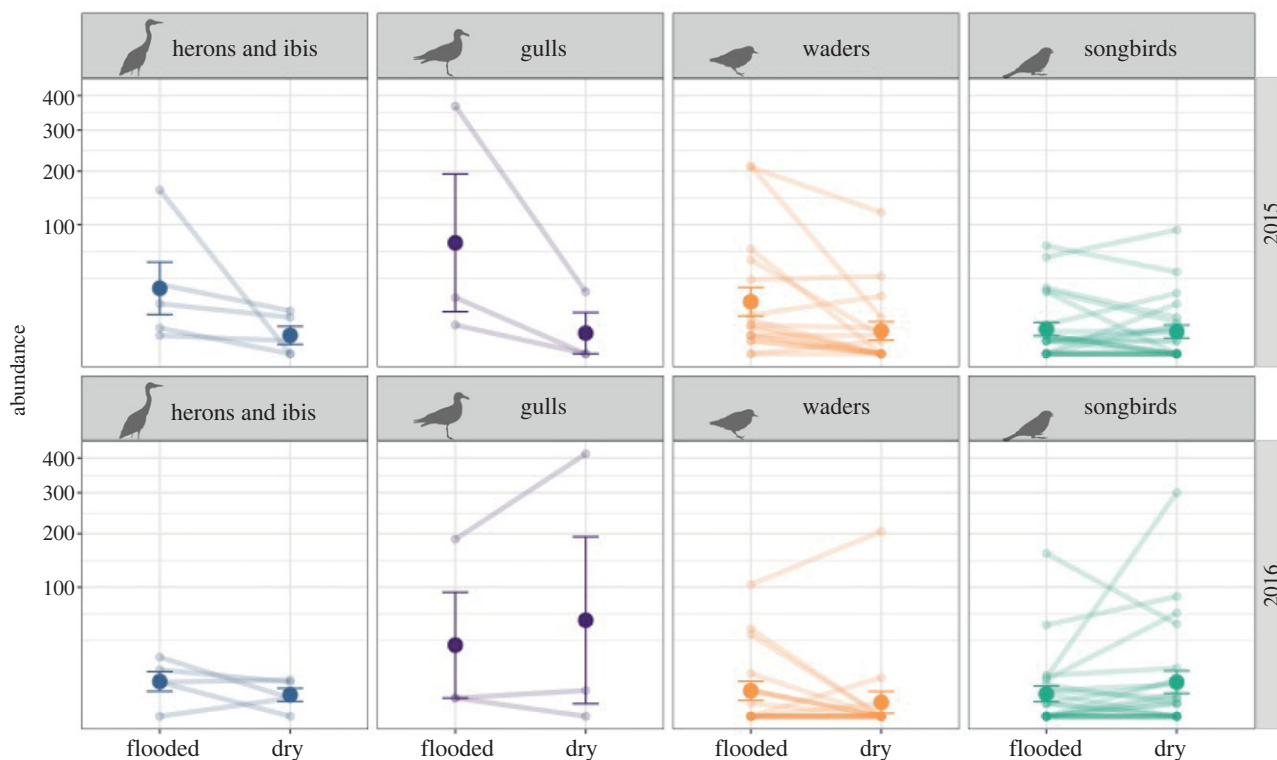 herons and ibis
gulls
waders
songbirds
400
300
200
100
2015
abundance
herons and ibis
gulls
waders
songbirds
400
300
200
100
2016
flooded dry
flooded dry
flooded dry
flooded dry